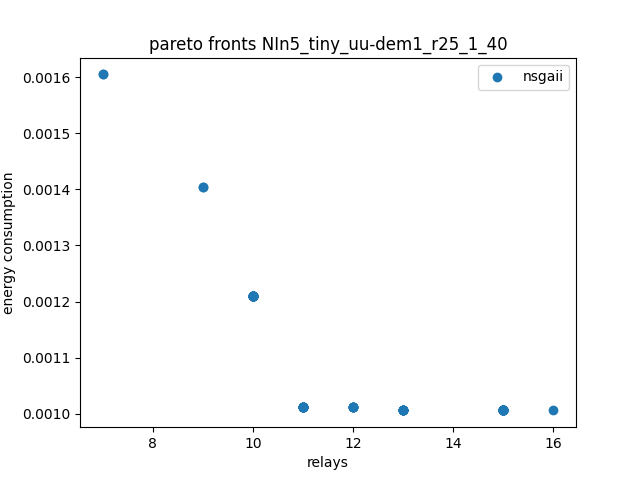 pareto fronts NIn5_tiny_uu-dem1_r25_1_40
nsgaii
0.0016
0.0015
0.0014
0.0013
0.0012
0.0011
0.0010
energy consumption
8 10 12 14 16
relays